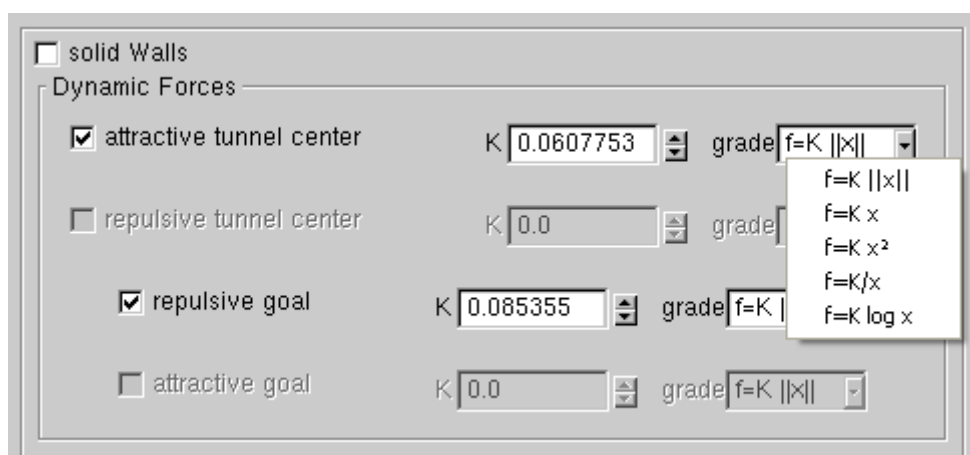 solid Walls
Dynamic Forces
attractive tunnel center K 0.0607753 grade f=K ||x||
f=K ||x||
repulsive tunnel center K 0.0 grade
f=K x
f=K x²
f=K/x
repulsive goal K 0.085355 grade f=K |
f=K log x
attractive goal K 0.0 grade f=K ||x||